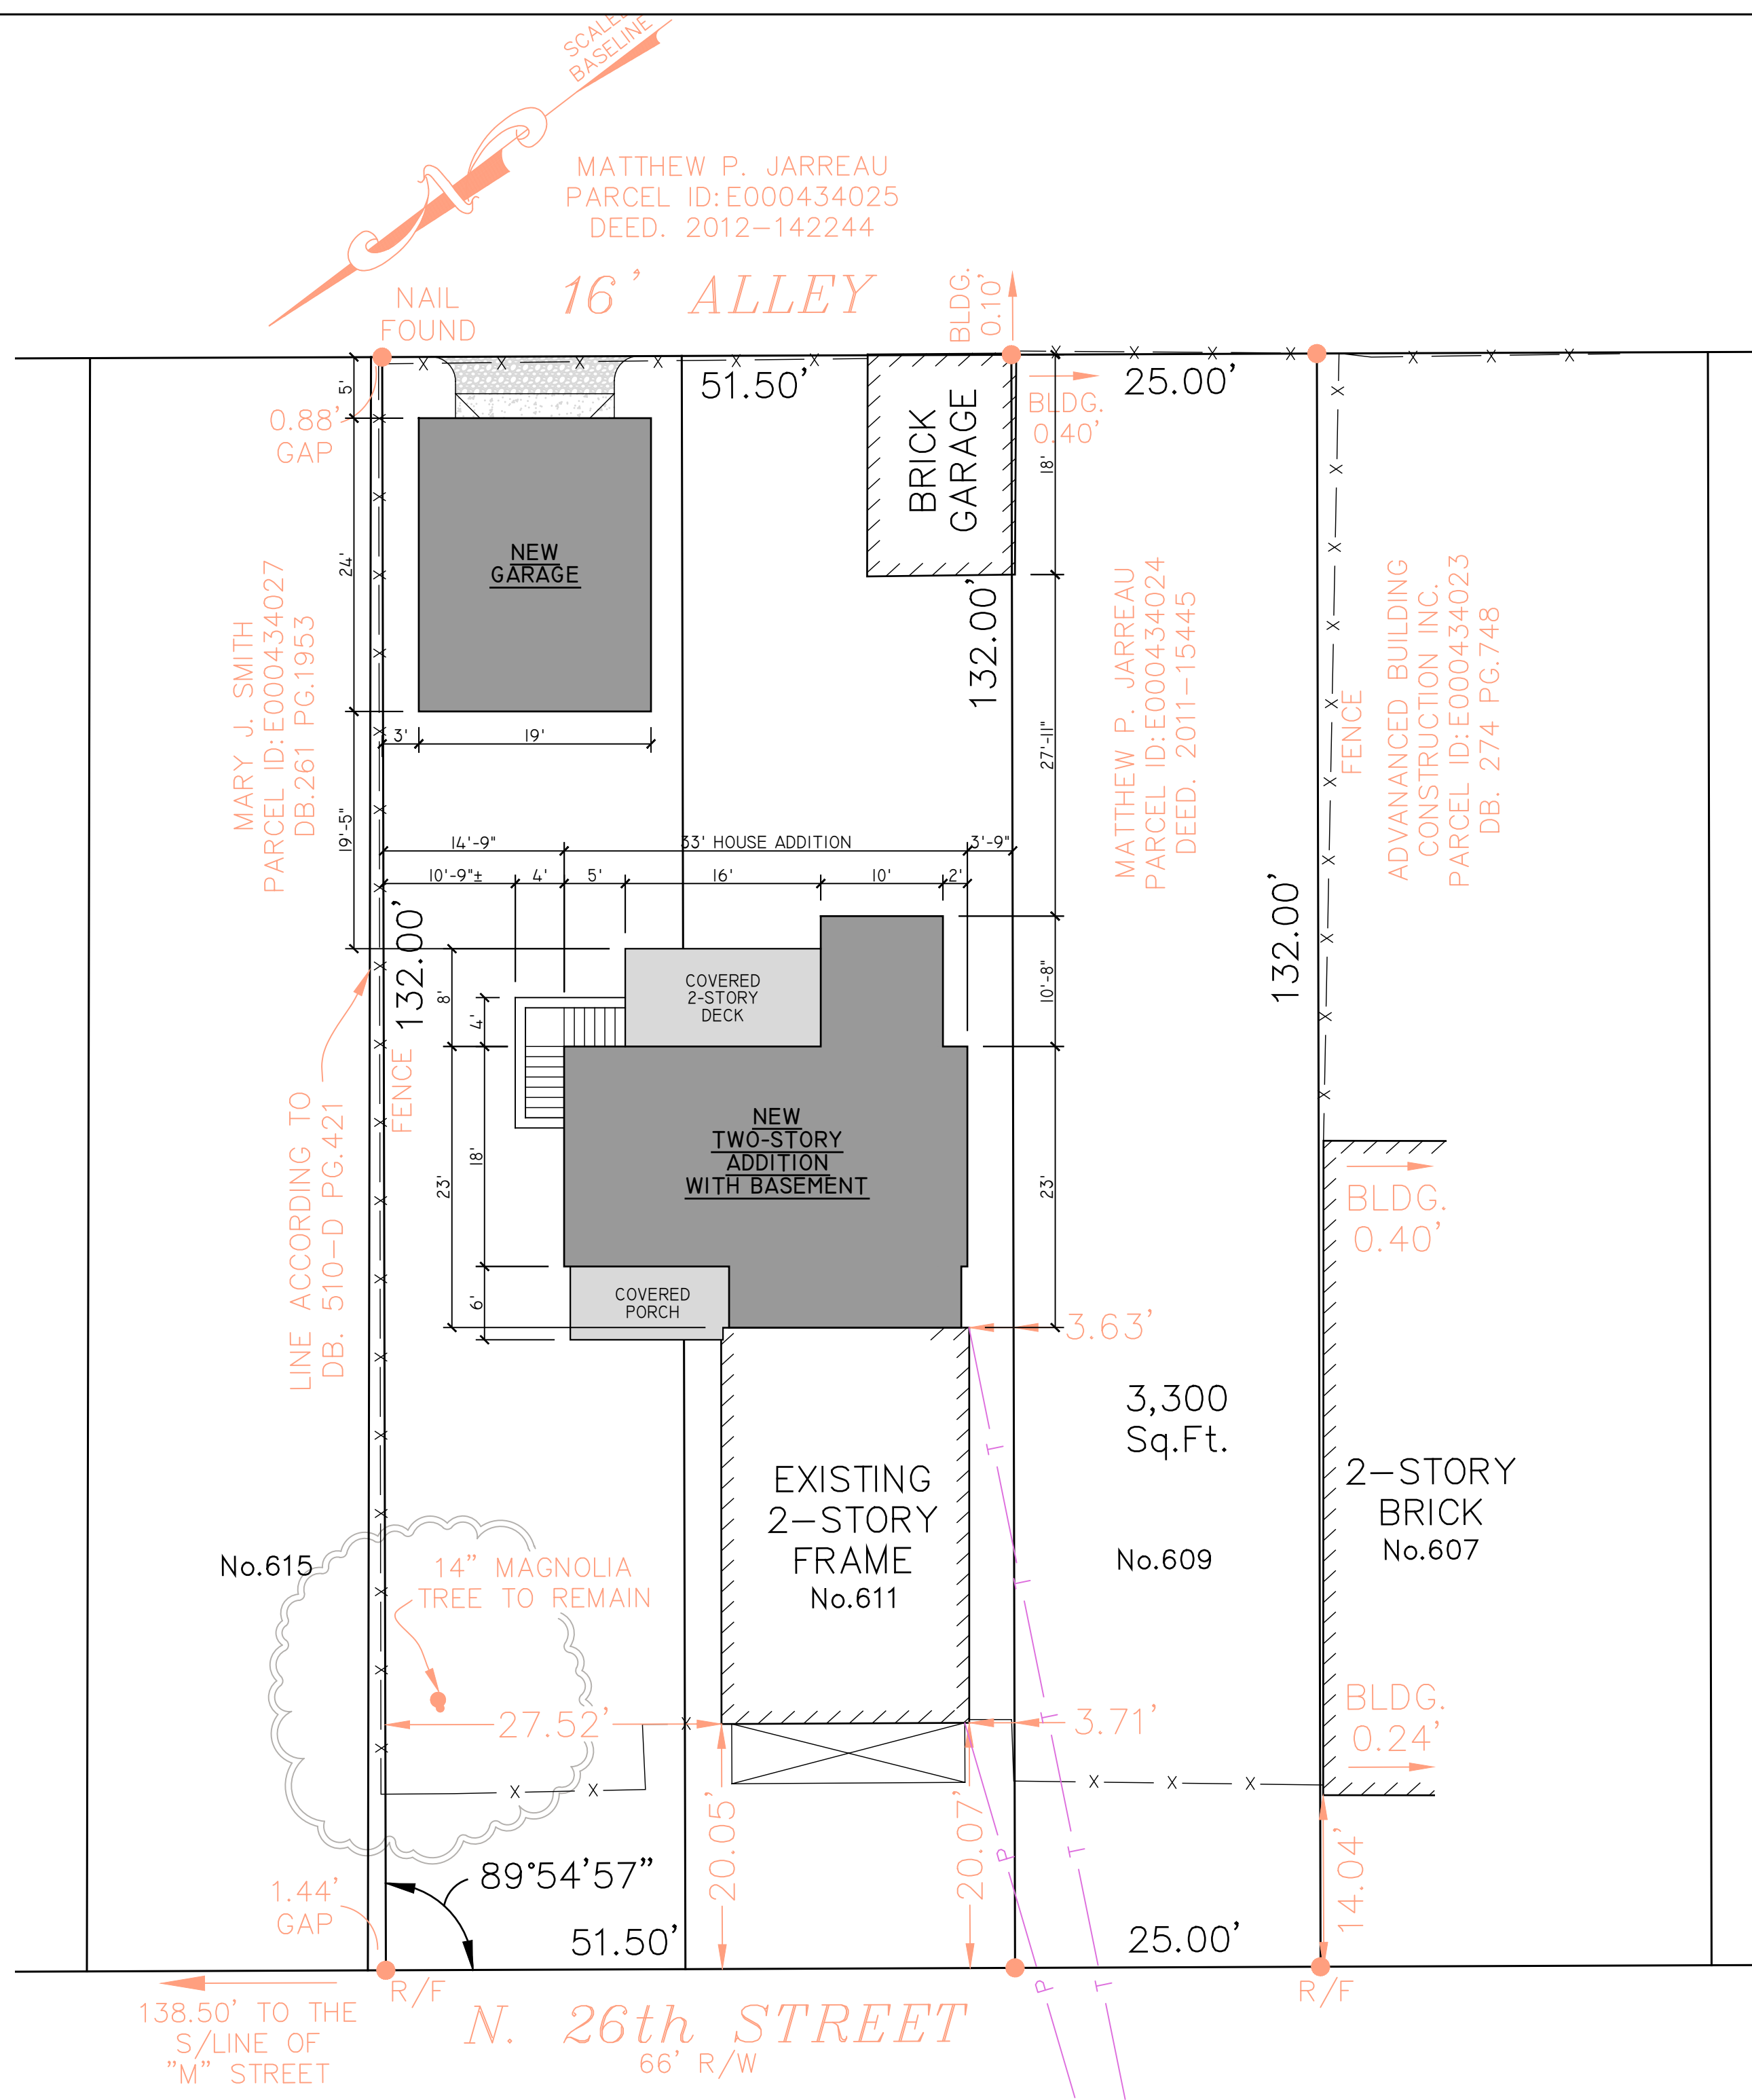 SCALED
BASELINE
MATTHEW P. JARREAU
PARCEL ID:E000434025
DEED. 2012-142244
16' ALLEY
NAIL
FOUND
BLDG.
0.10'
51.50'
25.00'
5'
0.88'
GAP
BRICK
GARAGE
BLDG.
0.40'
18'
NEW
GARAGE
24'
132.00'
MARY J. SMITH
PARCEL ID:E000434027
DB.261 PG.1953
MATTHEW P. JARREAU
PARCEL ID:E000434024
DEED. 2011-15445
ADVANANCED BUILDING
CONSTRUCTION INC.
PARCEL ID:E000434023
DB. 274 PG.748
FENCE
3'
19'
27'-11"
19'-5"
14'-9"
33' HOUSE ADDITION
3'-9"
10'-9"±
4'
5'
16'
10'
2'
132.00'
132.00'
8'
4'
COVERED
2-STORY
DECK
10'-8"
FENCE
LINE ACCORDING TO
DB. 510-D PG.421
NEW
TWO-STORY
ADDITION
WITH BASEMENT
23'
18'
23'
BLDG.
0.40'
6'
COVERED
PORCH
3.63'
3,300
Sq.Ft.
EXISTING
2-STORY
FRAME
No.611
2-STORY
BRICK
No.607
No.615
No.609
14" MAGNOLIA
TREE TO REMAIN
27.52'
3.71'
BLDG.
0.24'
20.05'
20.07'
14.04'
89°54'57"
1.44'
GAP
51.50'
25.00'
R/F
R/F
138.50' TO THE
S/LINE OF
"M" STREET
N. 26th STREET
66' R/W
X X X X X X
X X X X X X X
X X X
X X X
T
T
T
T
T
P
P